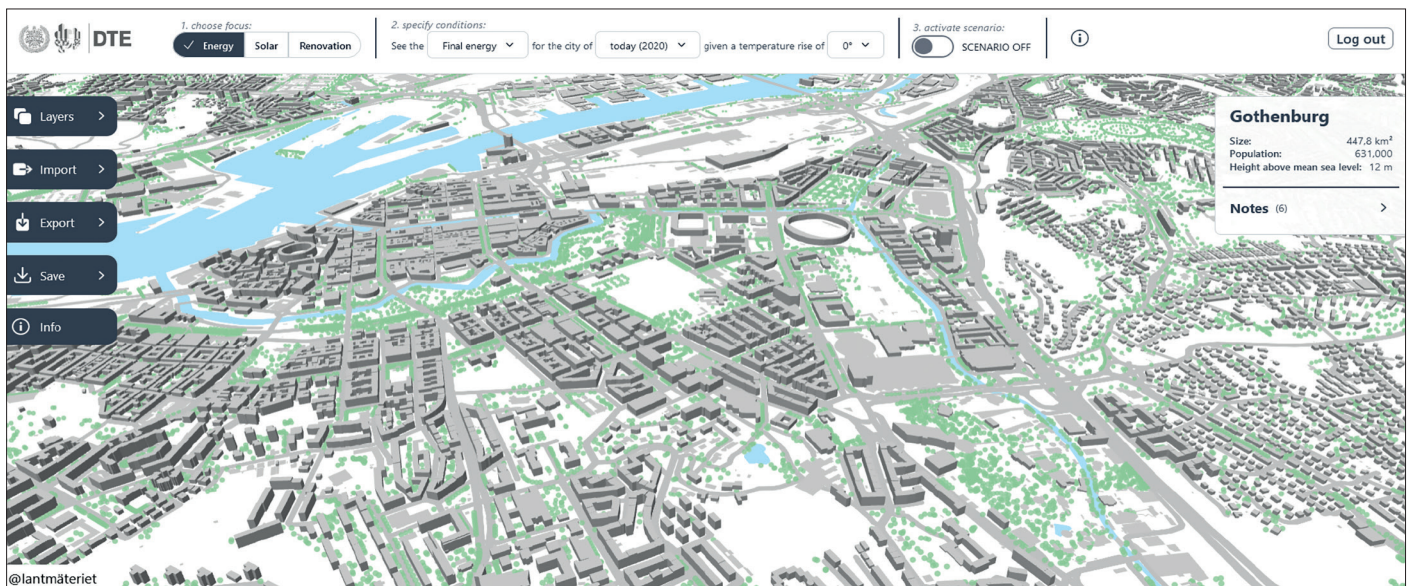 DTE
1. choose focus:
Energy Solar Renovation
2. specify conditions:
See the Final energy for the city of today (2020) given a temperature rise of 0°
3. activate scenario:
SCENARIO OFF
Log out
Layers
Import
Export
Save
Info
Gothenburg
Size: 447.8 km²
Population: 631,000
Height above mean sea level: 12 m
Notes (6)
@lantmäteriet